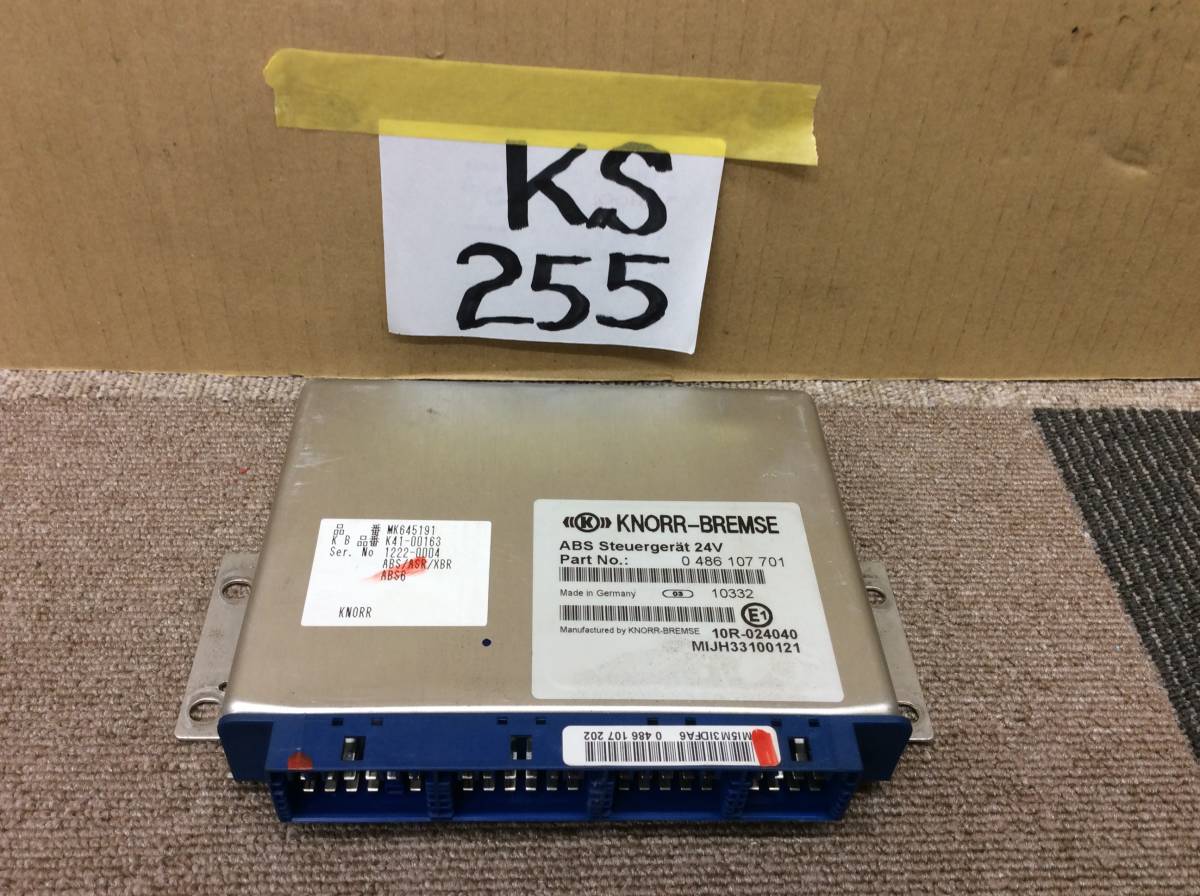 KS
255
品 番 MK645191
K B 品番 K41-00163
Ser. No 1222-0004
ABS/ASR/XBR
ABS6
KNORR
KNORR-BREMSE
ABS Steuergerät 24V
Part No.: 0 486 107 701
Made in Germany 03 10332
E1
Manufactured by KNORR-BREMSE 10R-024040
MIJH33100121
MI5M3IDFA6 0 486 107 202